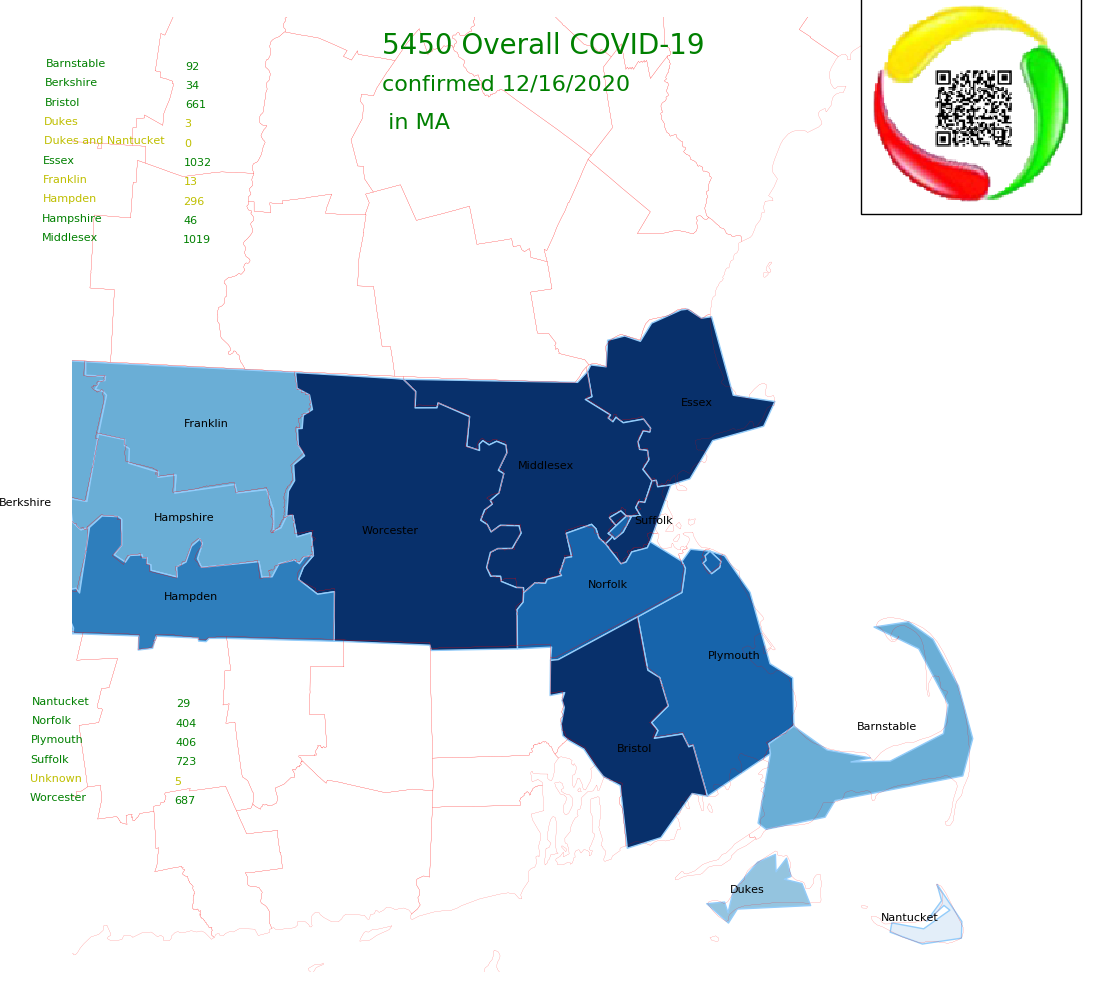 5450 Overall COVID-19
confirmed 12/16/2020
in MA
Barnstable 92
Berkshire 34
Bristol 661
Dukes 3
Dukes and Nantucket 0
Essex 1032
Franklin 13
Hampden 296
Hampshire 46
Middlesex 1019
Essex
Franklin
Middlesex
Berkshire
Hampshire
Suffolk
Worcester
Norfolk
Hampden
Plymouth
Nantucket 29
Norfolk 404
Plymouth 406
Suffolk 723
Unknown 5
Worcester 687
Barnstable
Bristol
Dukes
Nantucket